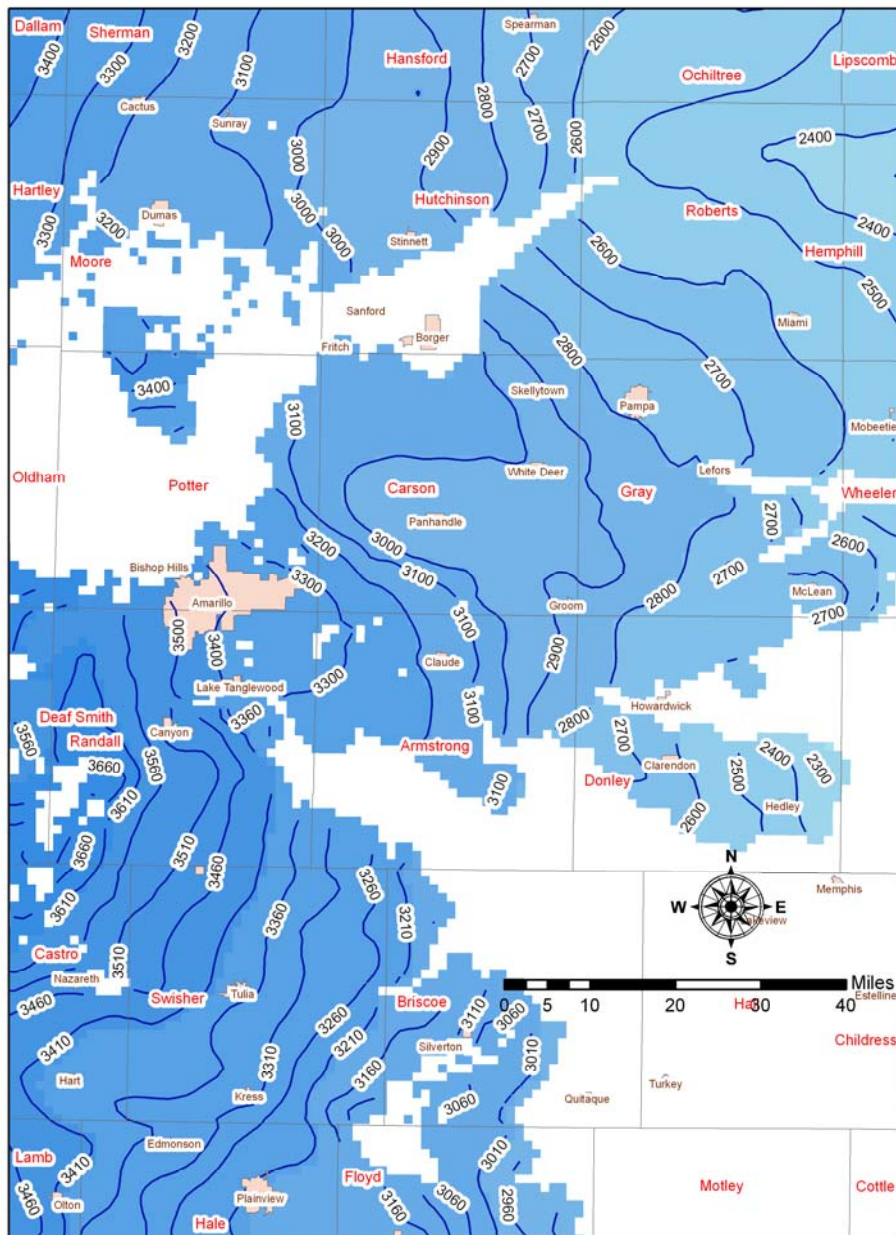 Dallam
Sherman
Hansford
Spearman
Ochiltree
Lipscomb
3400
3300
3200
3100
2700
2600
Cactus
Sunray
2800
2700
2600
2400
3000
2900
Hartley
Hutchinson
3300
3200
Dumas
3000
Roberts
2400
Moore
Stinnett
3000
2600
Hemphill
2500
Sanford
Miami
Fritch
Borger
2800
2700
3400
3100
Skellytown
Pampa
Mobeetie
Oldham
Potter
Carson
White Deer
Gray
Lefors
Wheeler
Panhandle
2700
3200
3000
2600
Bishop Hills
3300
3100
2700
Amarillo
2800
McLean
3500
3400
3100
Groom
2700
Claude
2900
Lake Tanglewood
3300
3100
Howardwick
Deaf Smith
3360
2800
3560
Randall
Canyon
3560
Armstrong
2700
3660
3100
Donley
Clarendon
2400
2300
3610
2500
Hedley
3660
3510
2600
3460
3260
3610
3360
3210
N
Memphis
W
E
S
Castro
3510
Nazareth
Miles
3460
Swisher
Tulia
Briscoe
3110
0
5
10
20
30
40
Estelline
3260
3060
3410
3210
Silverton
3010
Childress
3310
3160
Hart
Kress
3060
Quitaque
Turkey
Edmonson
3010
Lamb
3410
Floyd
Motley
Cottle
3460
Olton
Plainview
3060
3160
2960
Hale